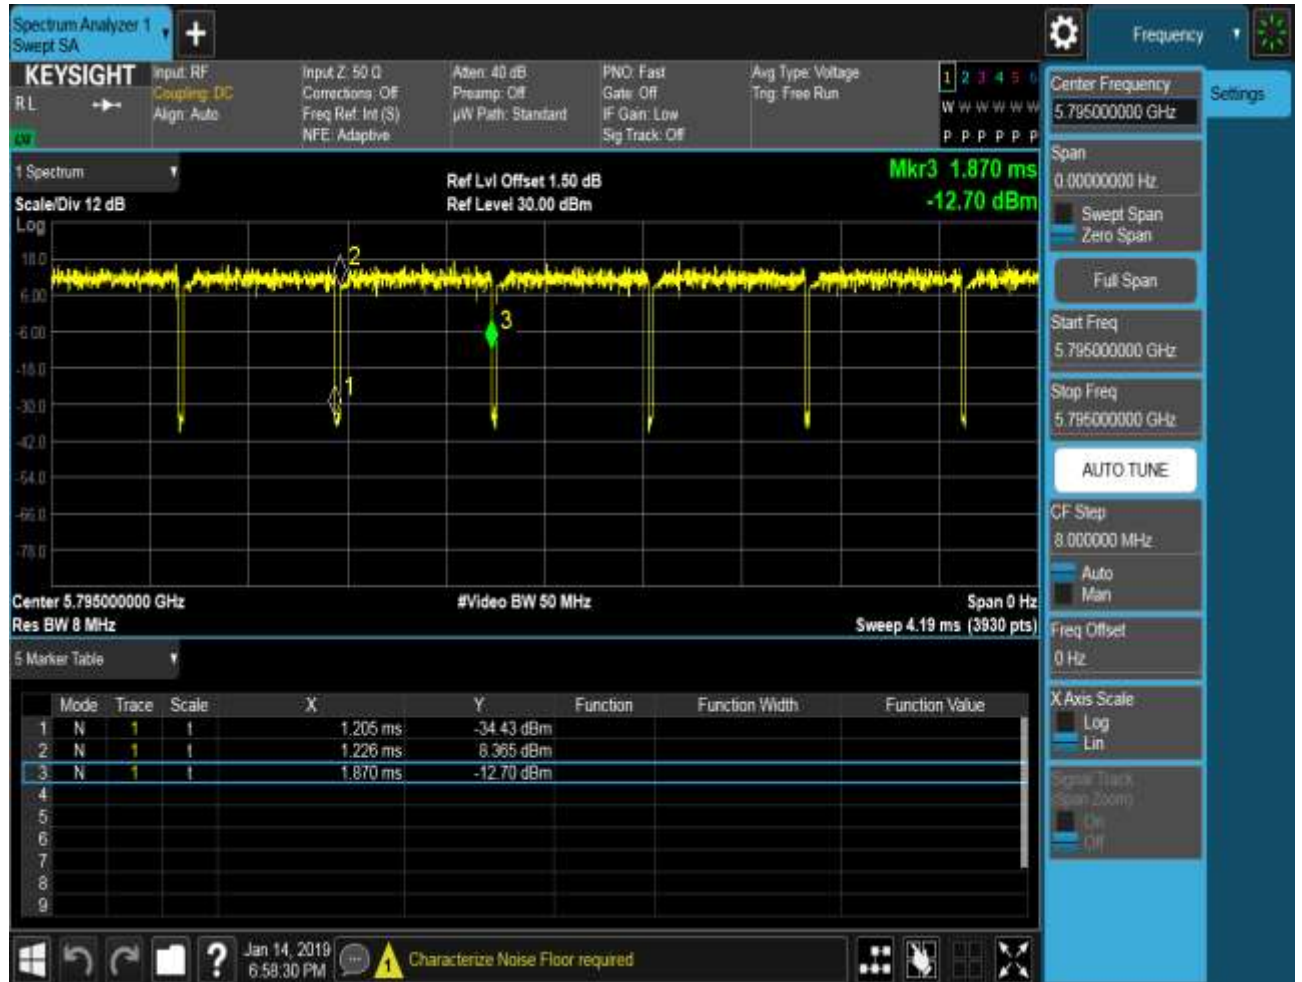 Spectrum Analyzer 1
Swept SA
Frequency
KEYSIGHT
R L
Input: RF
Coupling: DC
Align: Auto
Input Z: 50 Ω
Corrections: Off
Freq Ref: Int (S)
NFE: Adaptive
Atten: 40 dB
Preamp: Off
µW Path: Standard
PNO: Fast
Gate: Off
IF Gain: Low
Sig Track: Off
Avg Type: Voltage
Trig: Free Run
1 2 3 4 5 6
W W W W W W
P P P P P P
1 Spectrum
Scale/Div 12 dB
Ref Lvl Offset 1.50 dB
Ref Level 30.00 dBm
Mkr3 1.870 ms
-12.70 dBm
Log
18.0
6.00
-6.00
-18.0
-30.0
-42.0
-54.0
-66.0
-78.0
2
3
1
Center 5.795000000 GHz
Res BW 8 MHz
#Video BW 50 MHz
Span 0 Hz
Sweep 4.19 ms (3930 pts)
5 Marker Table
Mode Trace Scale X Y Function Function Width Function Value
1 N 1 t 1.205 ms -34.43 dBm
2 N 1 t 1.226 ms 8.365 dBm
3 N 1 t 1.870 ms -12.70 dBm
4
5
6
7
8
9
Jan 14, 2019
6:58:30 PM
Characterize Noise Floor required
Center Frequency
5.795000000 GHz
Settings
Span
0.00000000 Hz
Swept Span
Zero Span
Full Span
Start Freq
5.795000000 GHz
Stop Freq
5.795000000 GHz
AUTO TUNE
CF Step
8.000000 MHz
Auto
Man
Freq Offset
0 Hz
X Axis Scale
Log
Lin
Signal Track
(Span Zoom)
On
Off